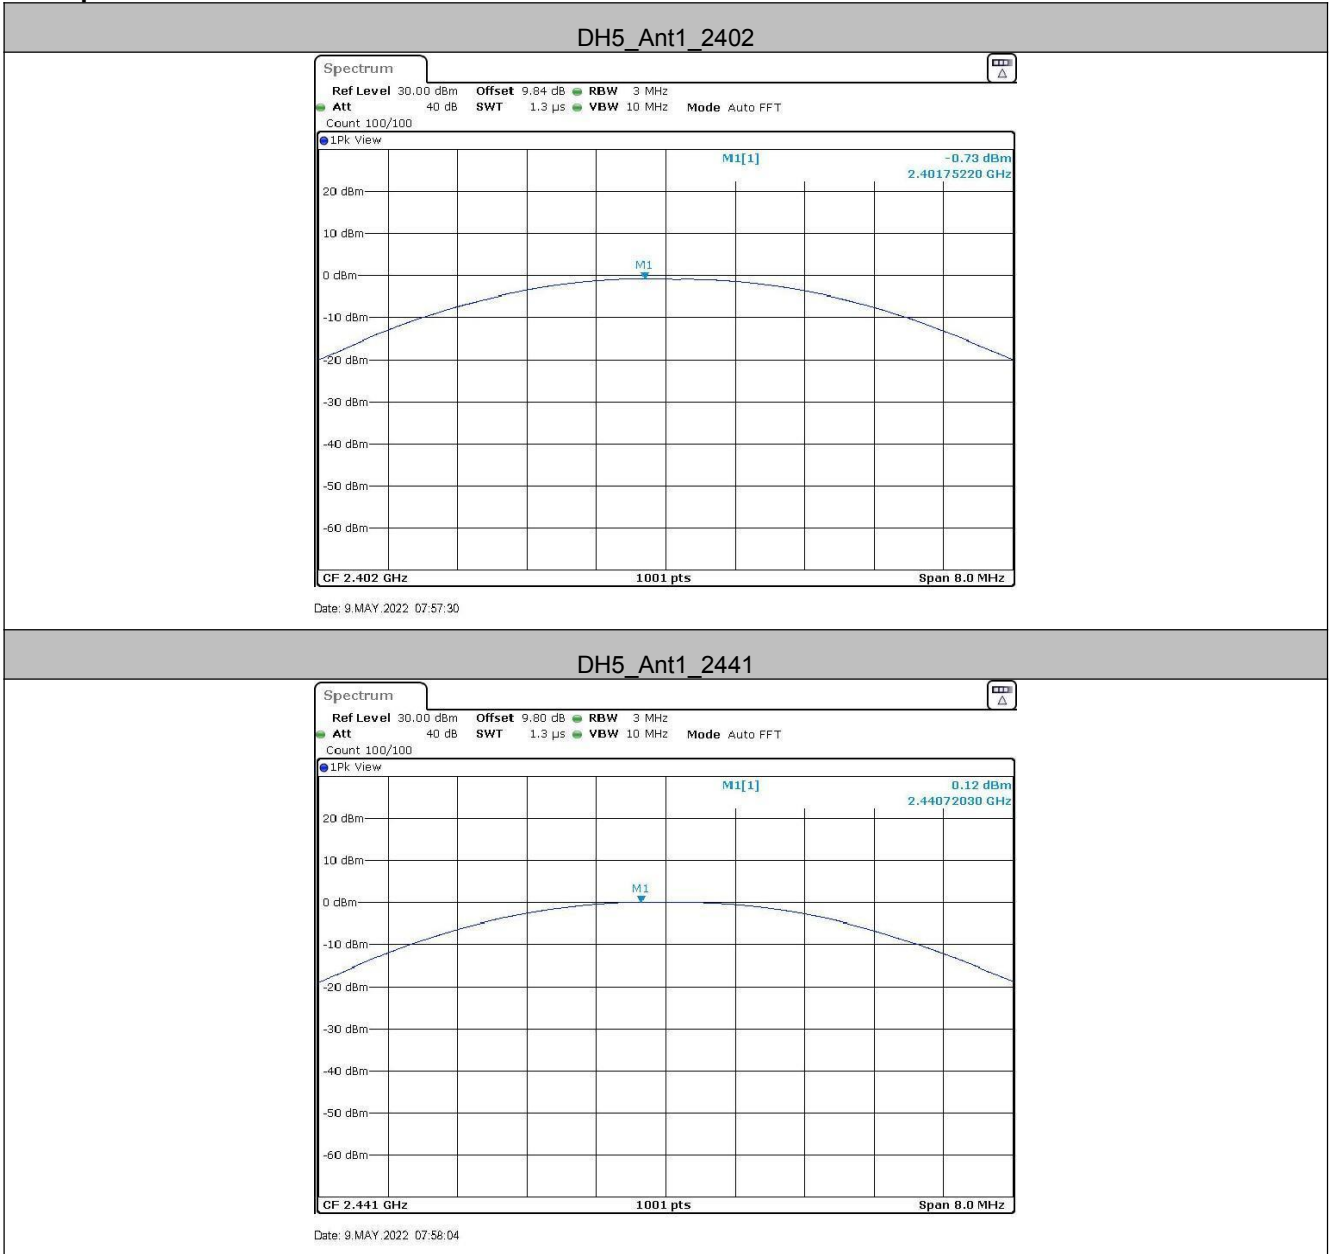 DH5_Ant1_2402
Spectrum
Ref Level 30.00 dBm Offset 9.84 dB RBW 3 MHz
Att 40 dB SWT 1.3 µs VBW 10 MHz Mode Auto FFT
Count 100/100
1Pk View
M1[1] -0.73 dBm
2.40175220 GHz
20 dBm
10 dBm
M1
0 dBm
-10 dBm
-20 dBm
-30 dBm
-40 dBm
-50 dBm
-60 dBm
CF 2.402 GHz 1001 pts Span 8.0 MHz
Date: 9.MAY.2022 07:57:30
DH5_Ant1_2441
Spectrum
Ref Level 30.00 dBm Offset 9.80 dB RBW 3 MHz
Att 40 dB SWT 1.3 µs VBW 10 MHz Mode Auto FFT
Count 100/100
1Pk View
M1[1] 0.12 dBm
2.44072030 GHz
20 dBm
10 dBm
M1
0 dBm
-10 dBm
-20 dBm
-30 dBm
-40 dBm
-50 dBm
-60 dBm
CF 2.441 GHz 1001 pts Span 8.0 MHz
Date: 9.MAY.2022 07:58:04